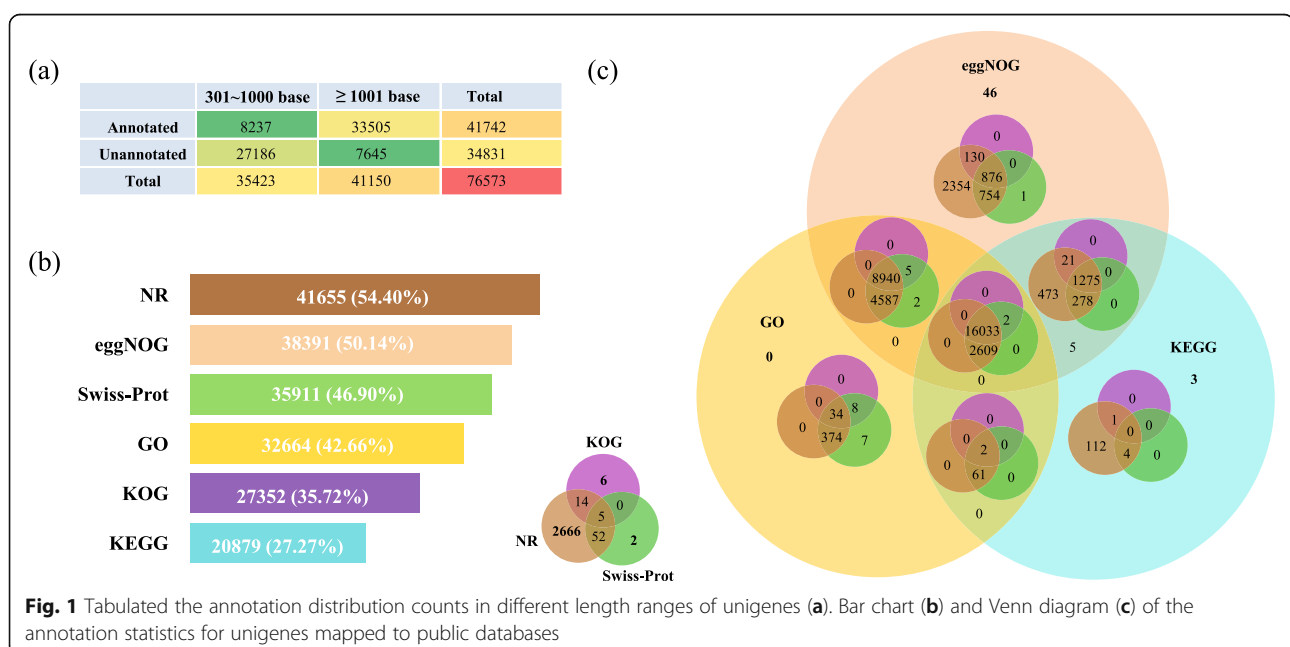 (a)
301~1000 base ≥ 1001 base Total
Annotated 8237 33505 41742
Unannotated 27186 7645 34831
Total 35423 41150 76573
(b)
NR 41655 (54.40%)
eggNOG 38391 (50.14%)
Swiss-Prot 35911 (46.90%)
GO 32664 (42.66%)
KOG 27352 (35.72%)
KEGG 20879 (27.27%)
KOG
6
14 0
5
2666 52 2
NR
Swiss-Prot
(c)
eggNOG
46
0
130 0
876
2354 754 1
0
0 5
8940
0 4587 2
0
21 0
1275
473 278 0
0
0 2
16033
0 2609 0
GO
0
0
5
KEGG
3
0
0
0 8
34
0 374 7
0
0 0
2
0 61 0
0
0
1 0
0
112 4 0
Fig. 1 Tabulated the annotation distribution counts in different length ranges of unigenes (a). Bar chart (b) and Venn diagram (c) of the
annotation statistics for unigenes mapped to public databases